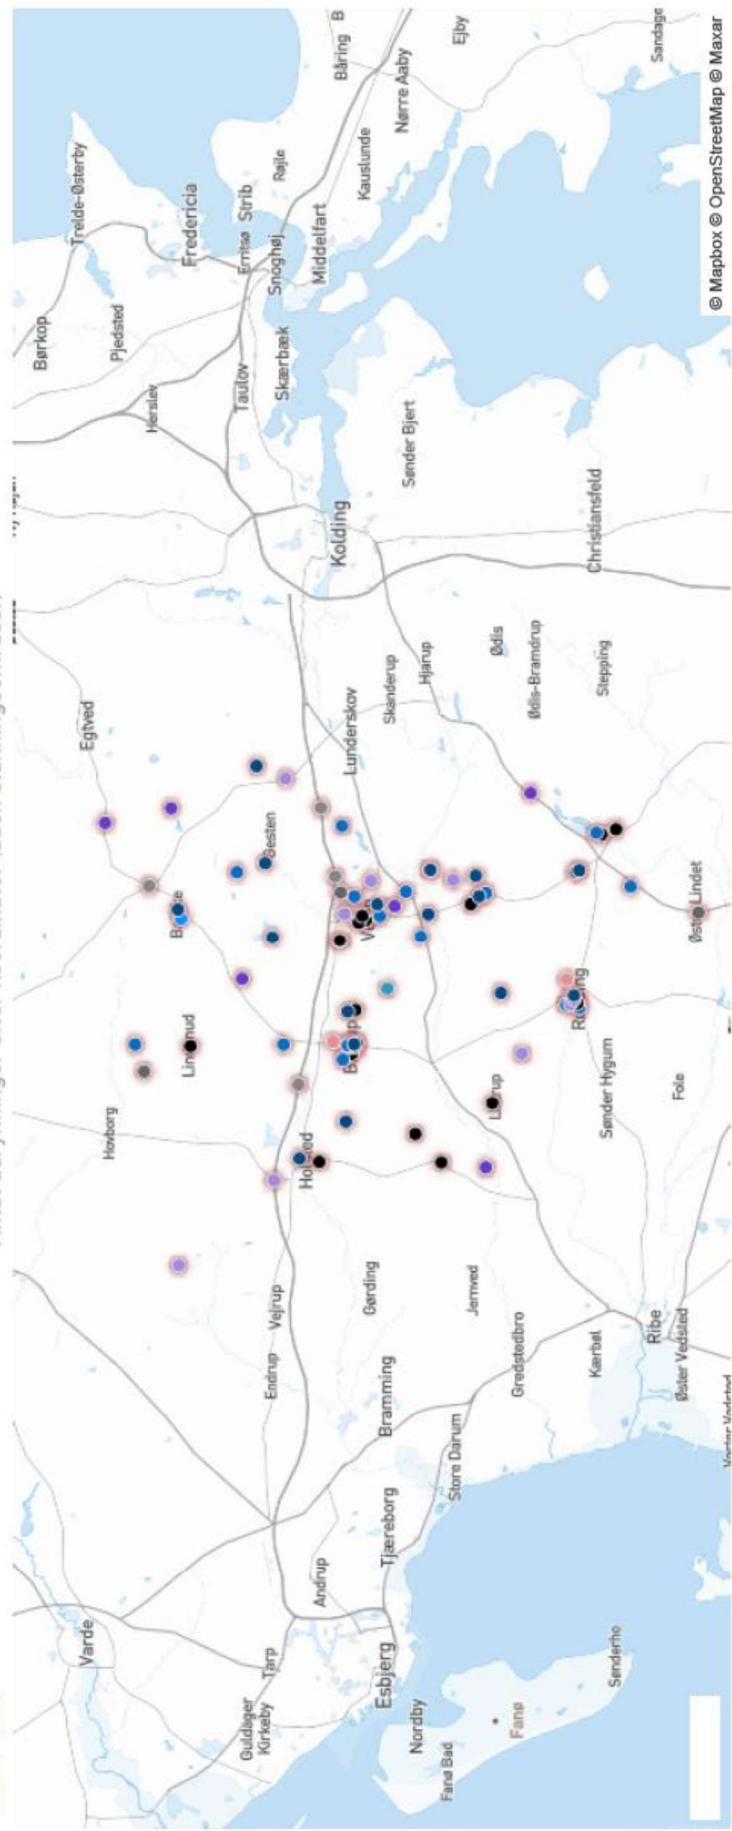 Børkop
Trelde-Østerby
Egtved
Varde
Pjedsted
Hovborg
Herslev
Fredericia
Taulov
Erritsø
Strib
Guldager
Kirkeby
Tarp
Endrup
Vejrup
Gesten
Skærbæk
Snoghøj
Røjle
Andrup
Middelfart
Kolding
Båring
B
Lunderskov
Kauslunde
Gørding
Esbjerg
Tjæreborg
Bramming
Skanderup
Nørre Aaby
Sønder Bjert
Nordby
Hjarup
Fanø Bad
Store Darum
Ejby
Jernved
Ødis
Fanø
Gredstedbro
Ødis-Bramdrup
Christiansfeld
Kærbøl
Stepping
Sønder Hygum
Sønderho
Ribe
Sandage
Fole
Øster Vedsted
Lindet
© Mapbox © OpenStreetMap © Maxar